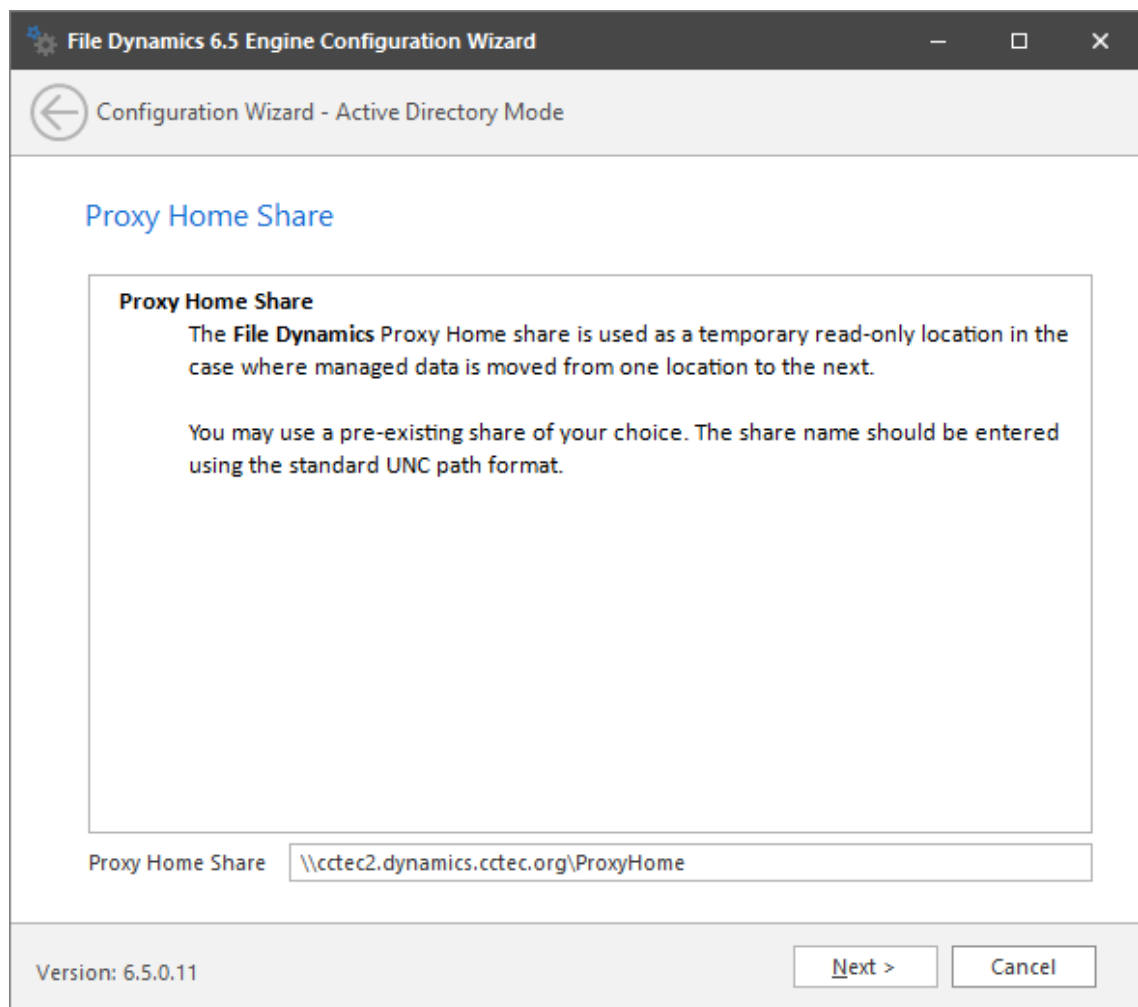 File Dynamics 6.5 Engine Configuration Wizard
Configuration Wizard - Active Directory Mode
Proxy Home Share
Proxy Home Share
The File Dynamics Proxy Home share is used as a temporary read-only location in the
case where managed data is moved from one location to the next.
You may use a pre-existing share of your choice. The share name should be entered
using the standard UNC path format.
Proxy Home Share
\\cctec2.dynamics.cctec.org\ProxyHome
Version: 6.5.0.11
Next >
Cancel